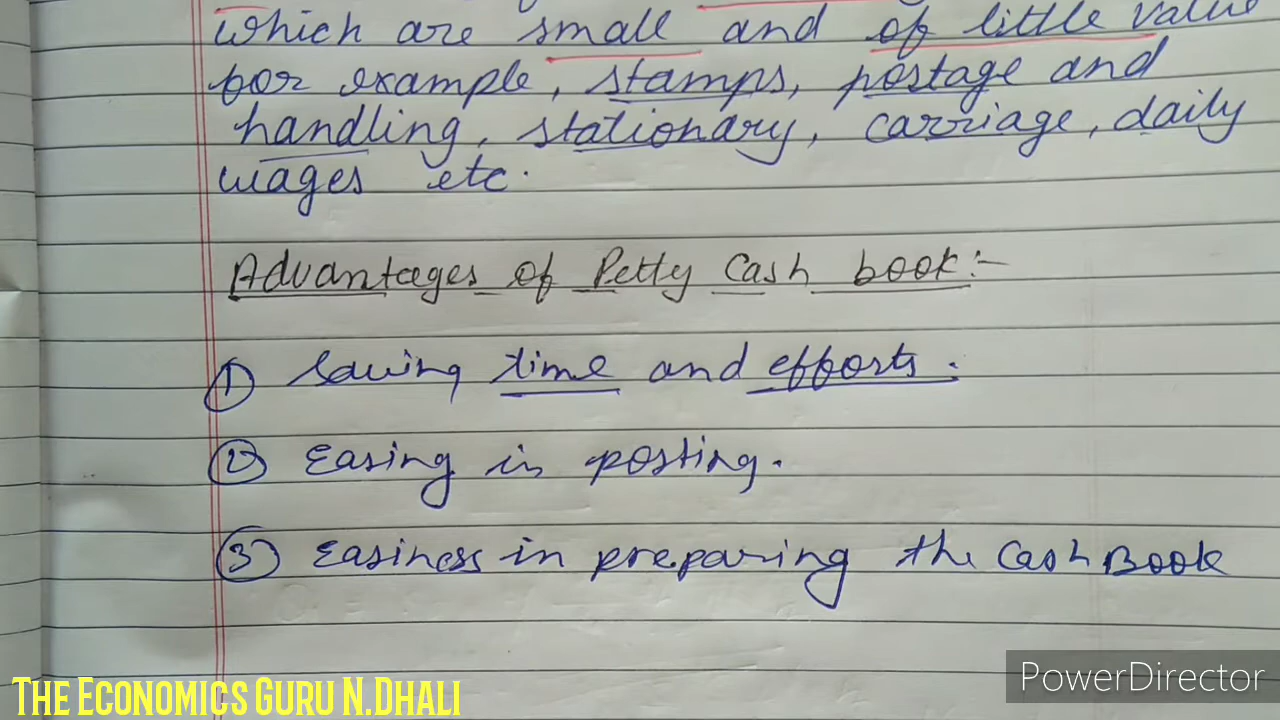 which are small and of little value
for example, stamps, postage and
handling, stationary, carriage, daily
wages etc.
Advantages of Petty Cash book:-
① Saving time and efforts.
② Easing in posting.
③ Easiness in preparing the Cash Book
THE ECONOMICS GURU N.DHALI
PowerDirector